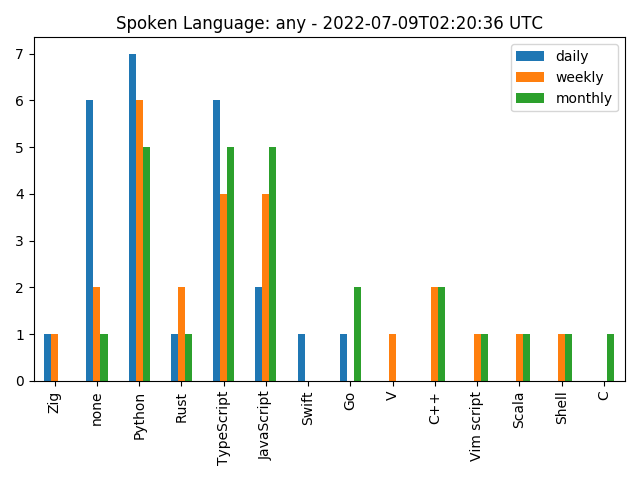 Spoken Language: any - 2022-07-09T02:20:36 UTC
daily
weekly
monthly
7
6
5
4
3
2
1
0
Zig
none
Python
Rust
TypeScript
JavaScript
Swift
Go
V
C++
Vim script
Scala
Shell
C